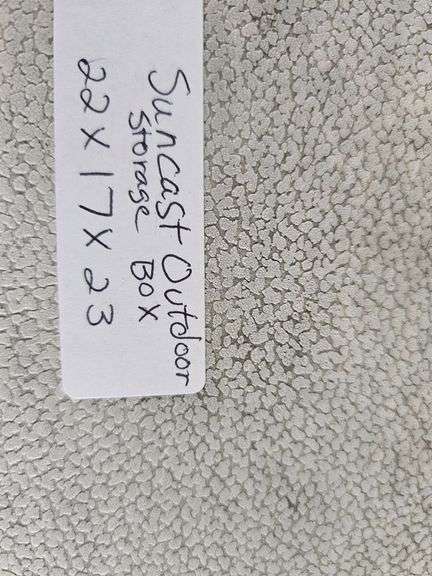 Suncast Outdoor
Storage Box
22 x 17 x 23